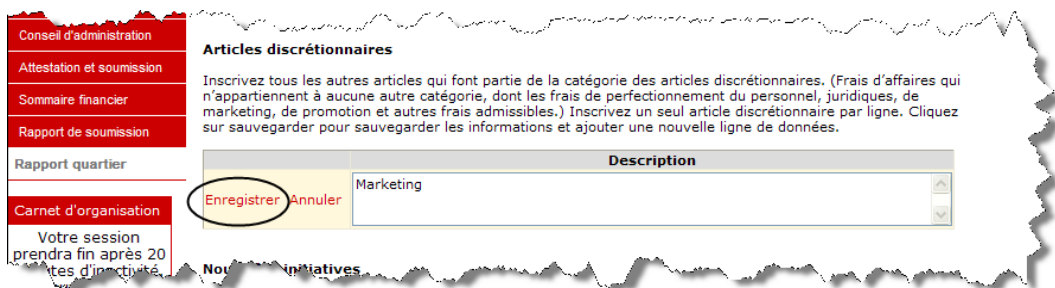 Conseil d'administration
Attestation et soumission
Sommaire financier
Rapport de soumission
Rapport quartier
Carnet d'organisation
Votre session
prendra fin après 20
d'inactivité
Articles discrétionnaires
Inscrivez tous les autres articles qui font partie de la catégorie des articles discrétionnaires. (Frais d'affaires qui
n'appartiennent à aucune autre catégorie, dont les frais de perfectionnement du personnel, juridiques, de
marketing, de promotion et autres frais admissibles.) Inscrivez un seul article discrétionnaire par ligne. Cliquez
sur sauvegarder pour sauvegarder les informations et ajouter une nouvelle ligne de données.
Description
Enregistrer Annuler Marketing
initiatives